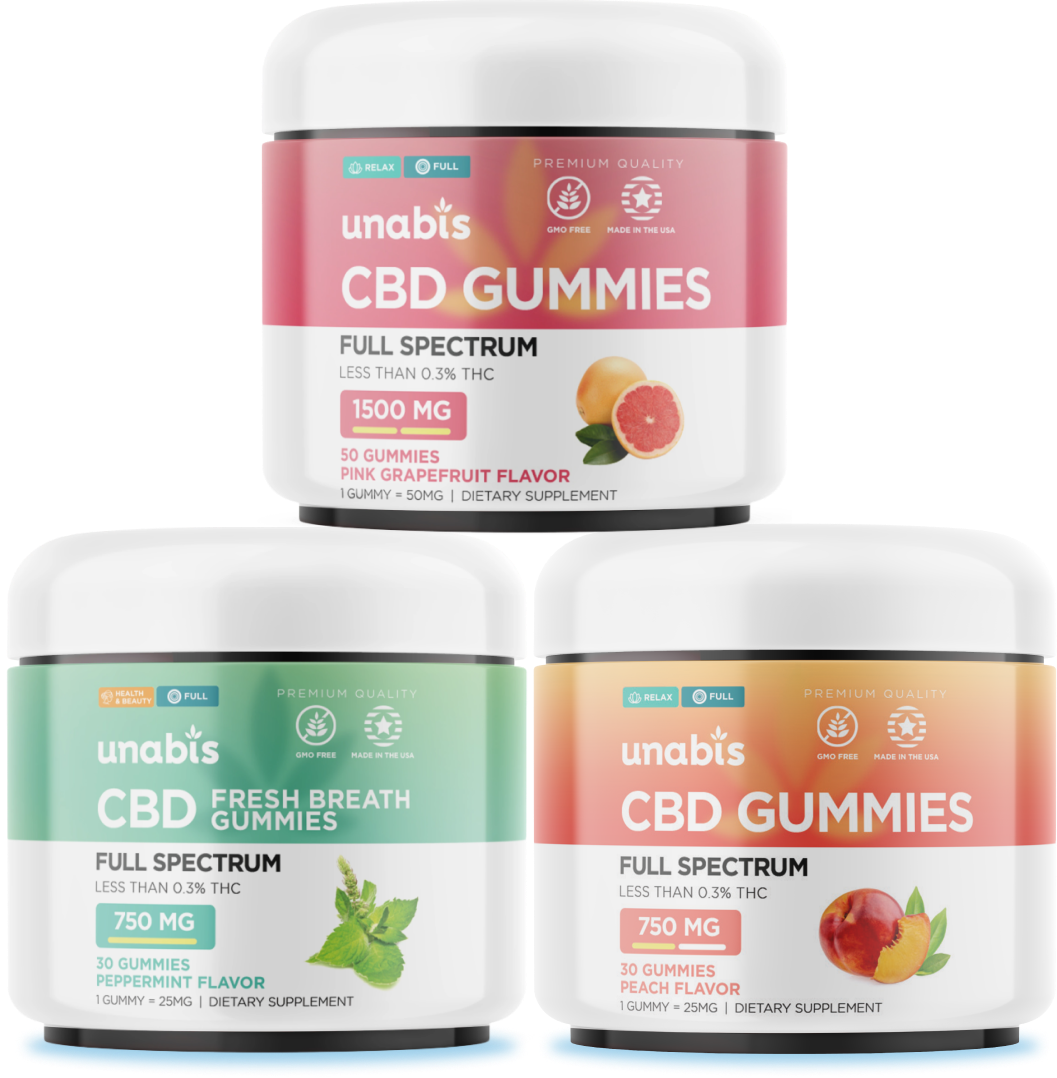 RELAX
FULL
PREMIUM QUALITY
unabis
GMO FREE
MADE IN THE USA
CBD GUMMIES
FULL SPECTRUM
LESS THAN 0.3% THC
1500 MG
50 GUMMIES
PINK GRAPEFRUIT FLAVOR
1 GUMMY = 50MG | DIETARY SUPPLEMENT
HEALTH
& BEAUTY
FULL
PREMIUM QUALITY
unabis
GMO FREE
MADE IN THE USA
CBD FRESH BREATH
GUMMIES
FULL SPECTRUM
LESS THAN 0.3% THC
750 MG
30 GUMMIES
PEPPERMINT FLAVOR
1 GUMMY = 25MG | DIETARY SUPPLEMENT
RELAX
FULL
PREMIUM QUALITY
unabis
GMO FREE
MADE IN THE USA
CBD GUMMIES
FULL SPECTRUM
LESS THAN 0.3% THC
750 MG
30 GUMMIES
PEACH FLAVOR
1 GUMMY = 25MG | DIETARY SUPPLEMENT